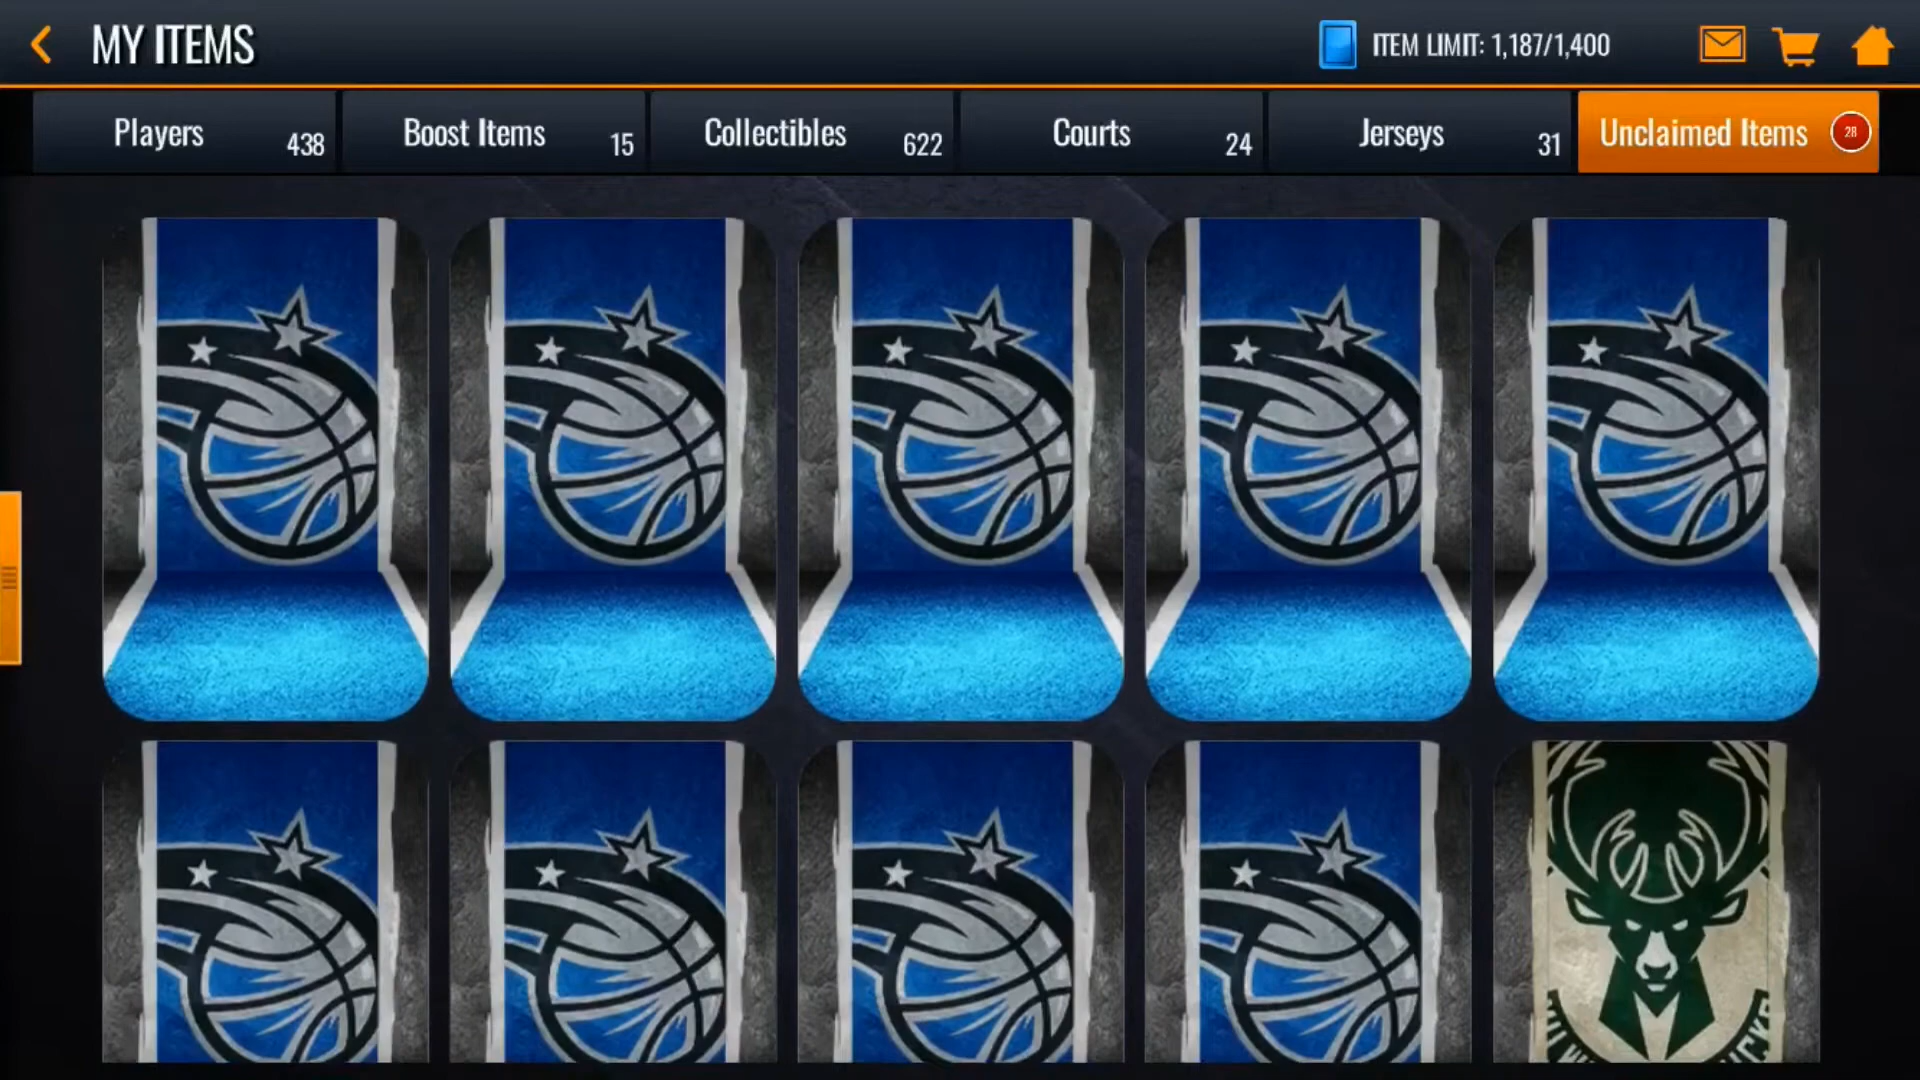 MY ITEMS
ITEM LIMIT: 1,187/1,400
Players 438
Boost Items 15
Collectibles 622
Courts 24
Jerseys 31
Unclaimed Items 28